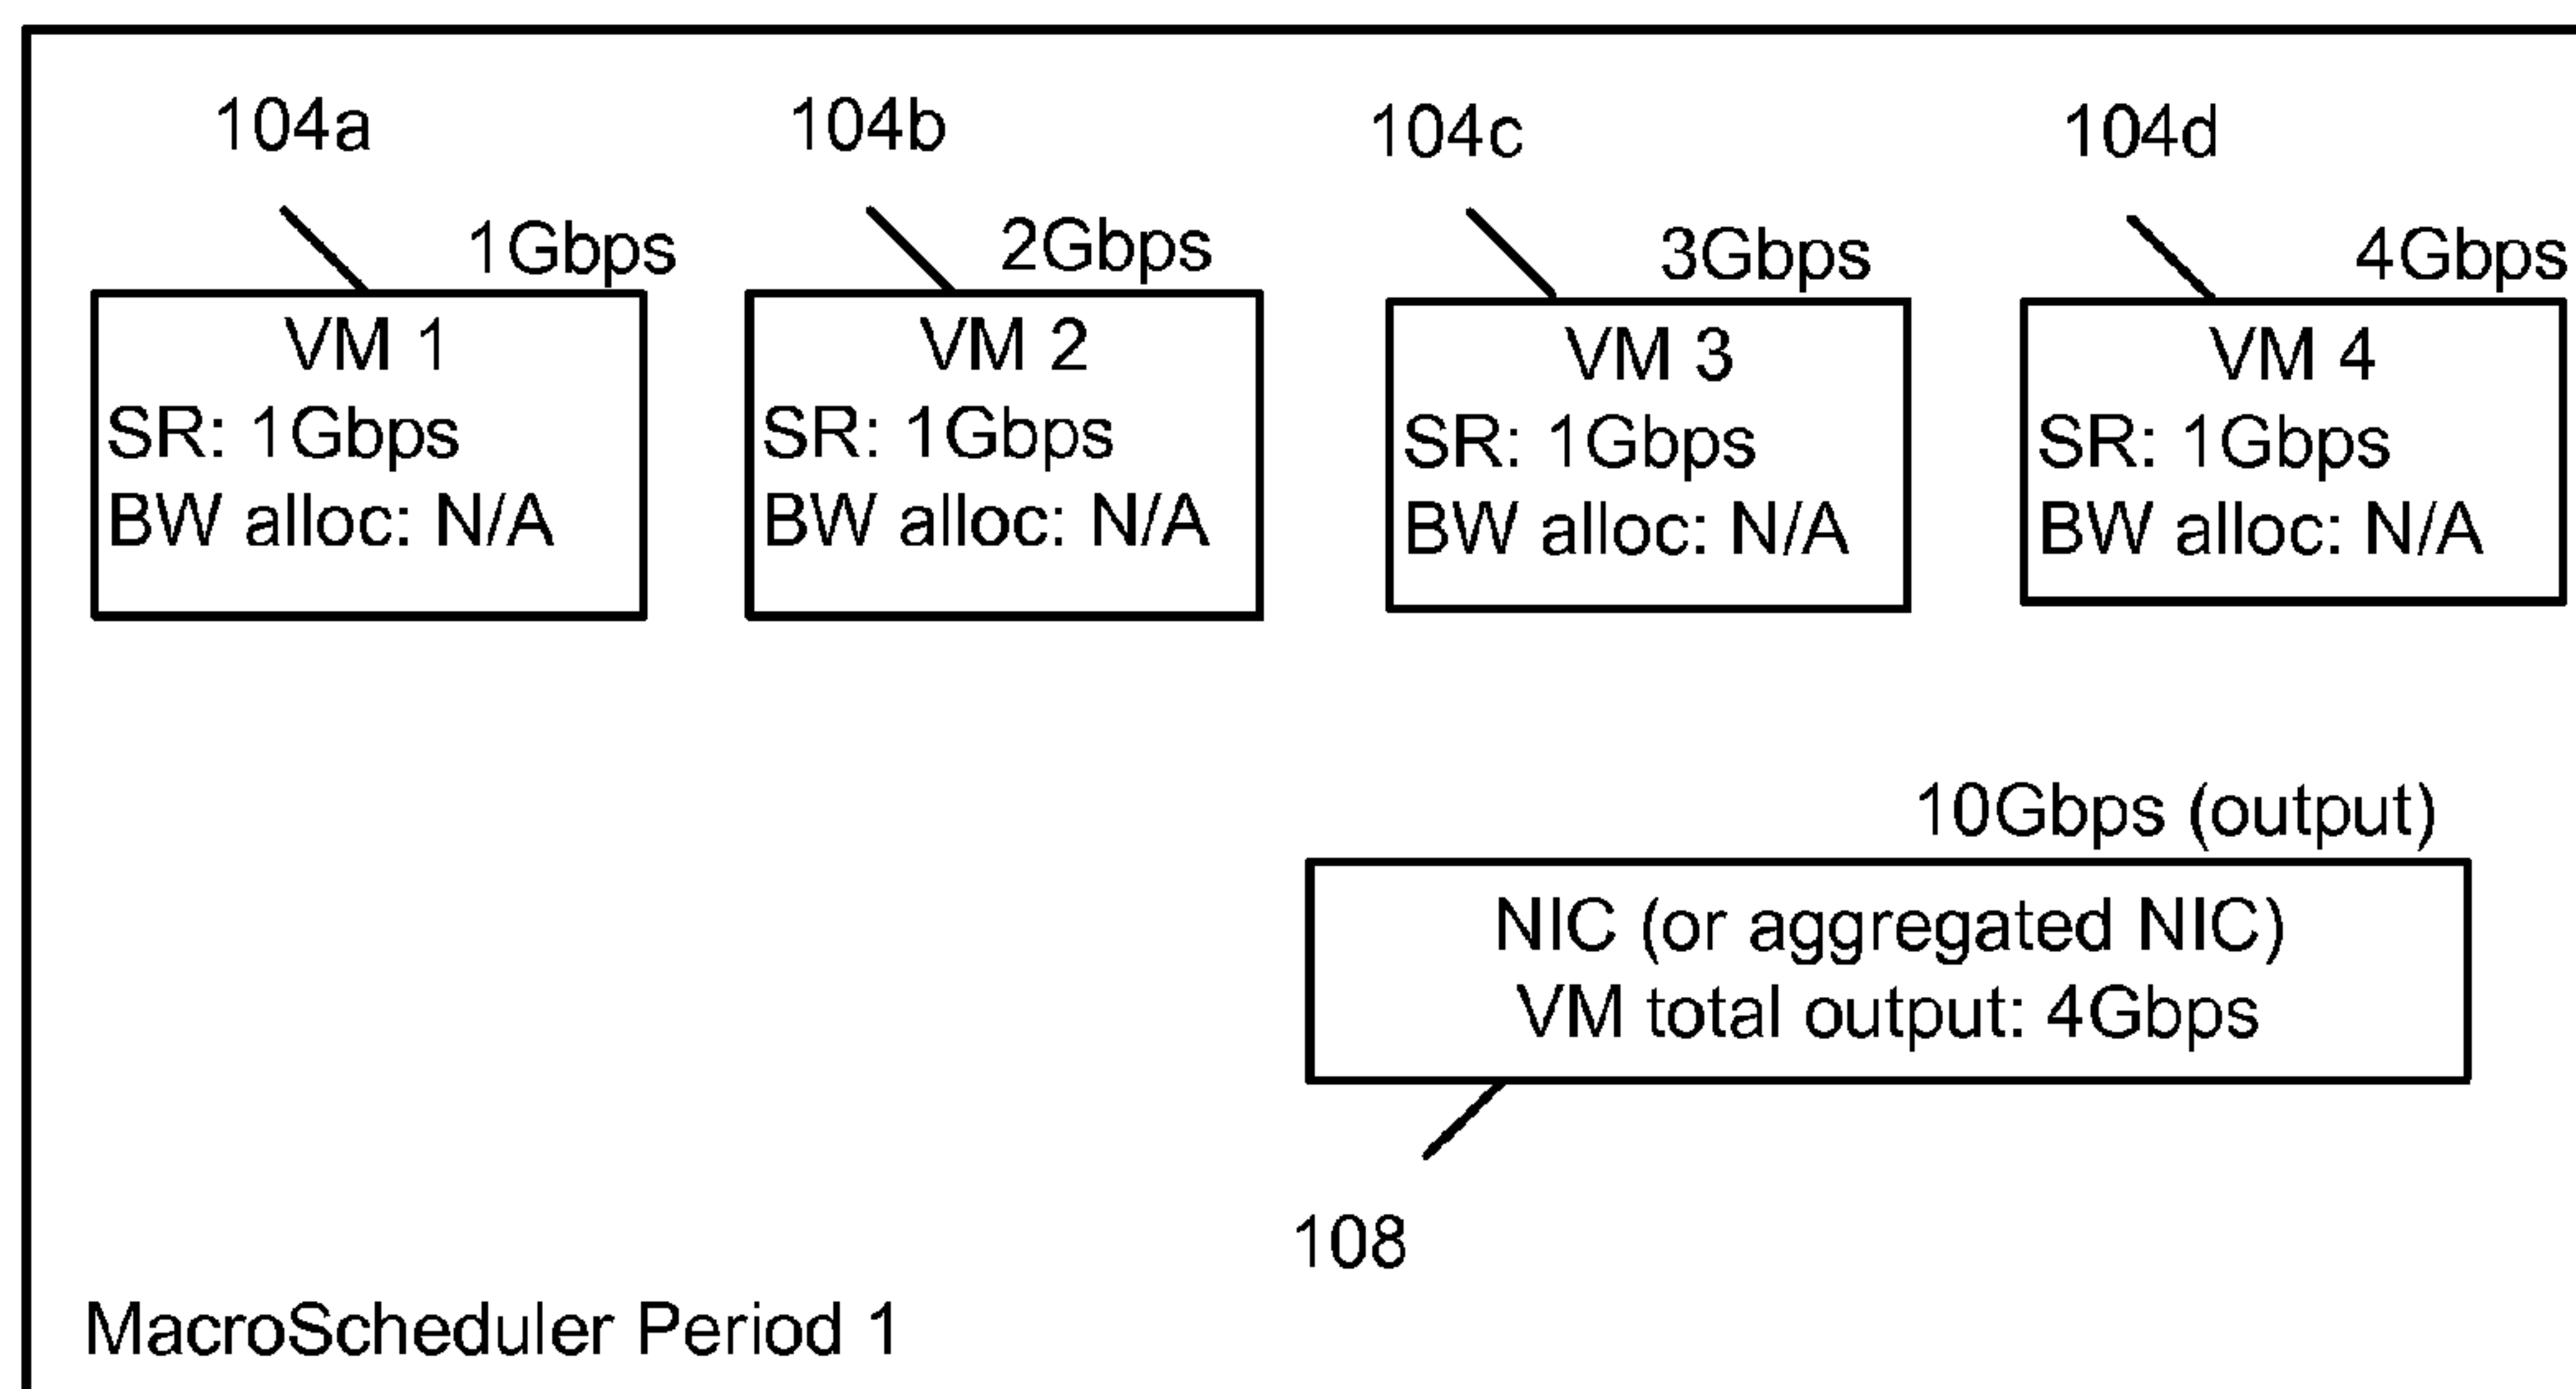 104a
104b
104c
104d
1Gbps
2Gbps
3Gbps
4Gbps
VM 1
SR: 1Gbps
BW alloc: N/A
VM 2
SR: 1Gbps
BW alloc: N/A
VM 3
SR: 1Gbps
BW alloc: N/A
VM 4
SR: 1Gbps
BW alloc: N/A
10Gbps (output)
NIC (or aggregated NIC)
VM total output: 4Gbps
108
MacroScheduler Period 1